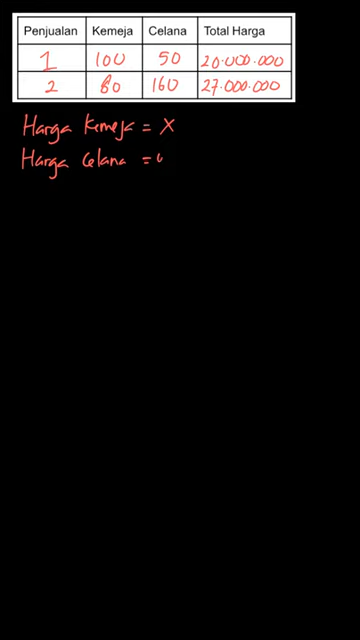 Penjualan Kemeja Celana Total Harga
1 100 50 20.000.000
2 80 160 27.000.000
Harga Kemeja = X
Harga Celana =